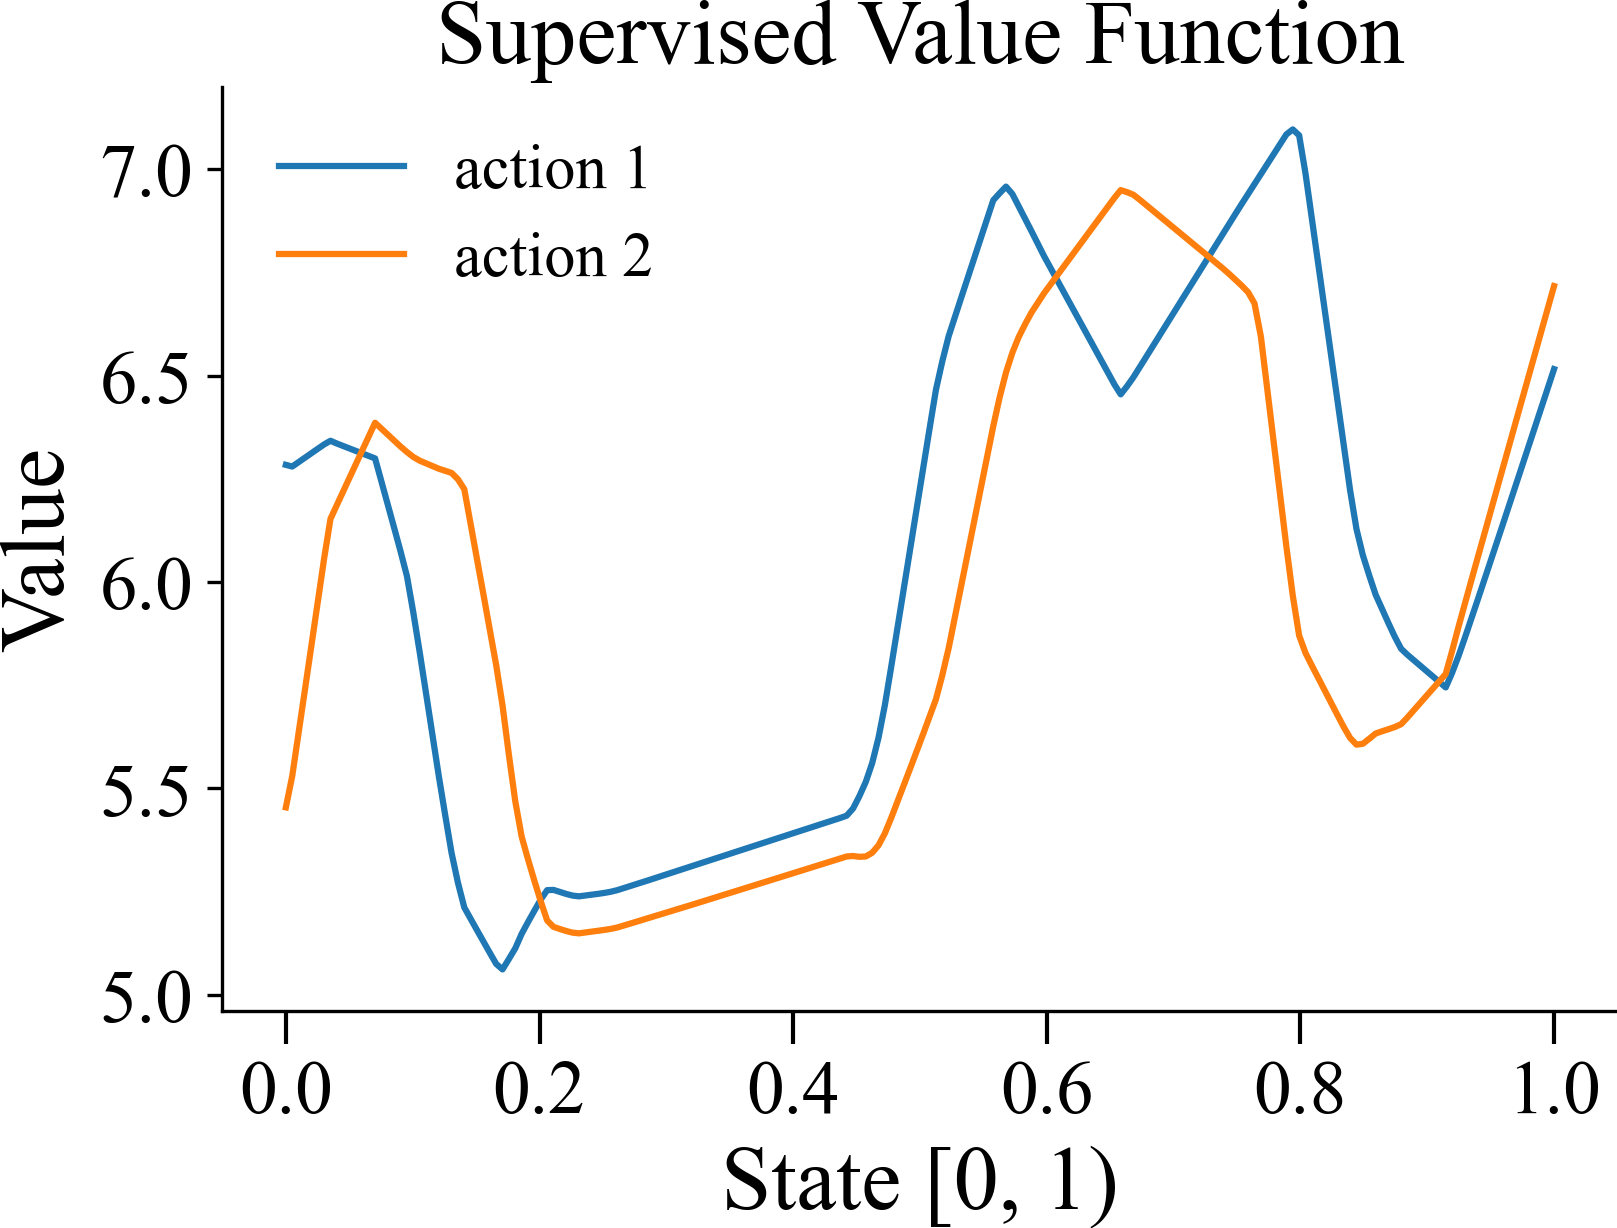 Supervised Value Function
action 1
action 2
Value
7.0
6.5
6.0
5.5
5.0
0.0 0.2 0.4 0.6 0.8 1.0
State [0, 1)